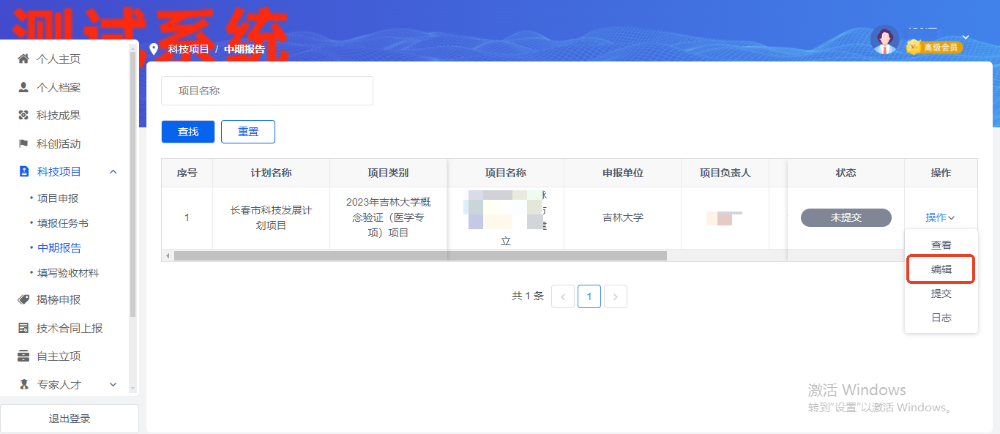 测试系统
科技项目 / 中期报告
高级会员
个人主页
个人档案
科技成果
科创活动
科技项目
• 项目申报
• 填报任务书
• 中期报告
• 填写验收材料
揭榜申报
技术合同上报
自主立项
专家人才
退出登录
项目名称
查找 重置
序号 计划名称 项目类别 项目名称 申报单位 项目负责人 状态 操作
1 长春市科技发展计划项目 2023年吉林大学概念验证（医学专项）项目 建立 吉林大学 未提交 操作
查看
编辑
提交
日志
共 1 条 < 1 >
激活 Windows
转到"设置"以激活 Windows。